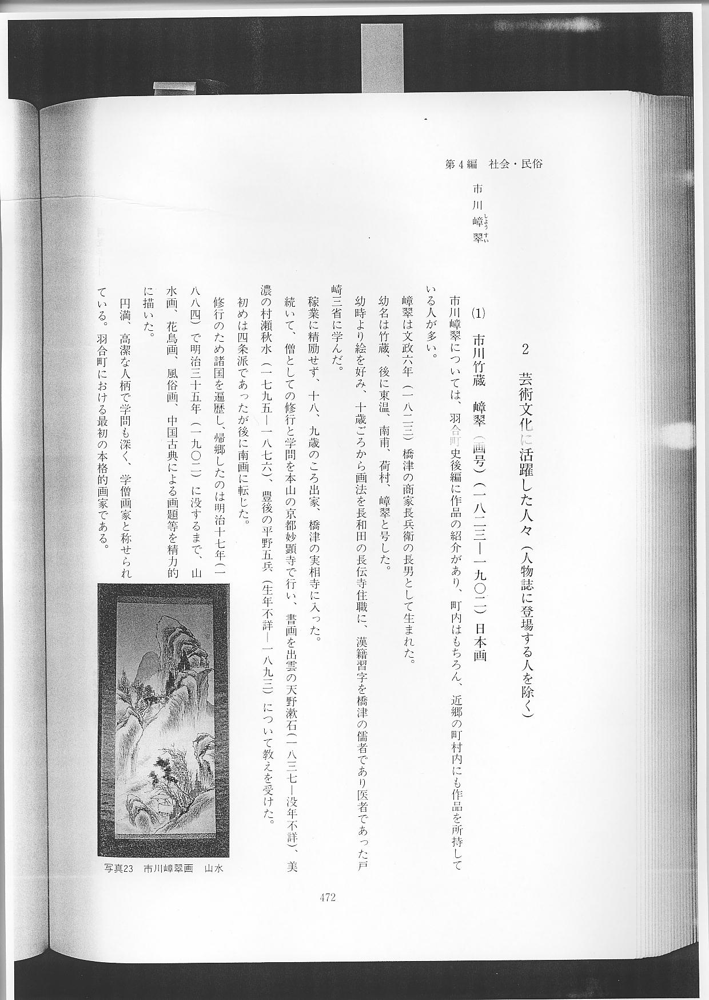 第4編　社会・民俗
市川嶂翠
しょうすい
2　芸術文化に活躍した人々（人物誌に登場する人を除く）
(1)　市川竹蔵　嶂翠（画号）（一八二三―一九〇二）日本画
市川嶂翠については、羽合町史後編に作品の紹介があり、町内はもちろん、近郷の町村内にも作品を所持して
いる人が多い。
嶂翠は文政六年（一八二三）橋津の商家長兵衛の長男として生まれた。
幼名は竹蔵、後に東温、南甫、荷村、嶂翠と号した。
幼時より絵を好み、十歳ごろから画法を長和田の長伝寺住職に、漢籍習字を橋津の儒者であり医者であった戸
崎三省に学んだ。
稼業に精励せず、十八、九歳のころ出家、橋津の実相寺に入った。
続いて、僧としての修行と学問を本山の京都妙顕寺で行い、書画を出雲の天野漱石（一八三七―没年不詳）、美
濃の村瀬秋水（一七九五―一八七六）、豊後の平野五兵（生年不詳―一八九三）について教えを受けた。
初めは四条派であったが後に南画に転じた。
修行のため諸国を遍歴し、帰郷したのは明治十七年（一
八八四）で明治三十五年（一九〇二）に没するまで、山
水画、花鳥画、風俗画、中国古典による画題等を精力的
に描いた。
円満、高潔な人柄で学問も深く、学僧画家と称せられ
ている。羽合町における最初の本格的画家である。
写真23　市川嶂翠画　山水
472